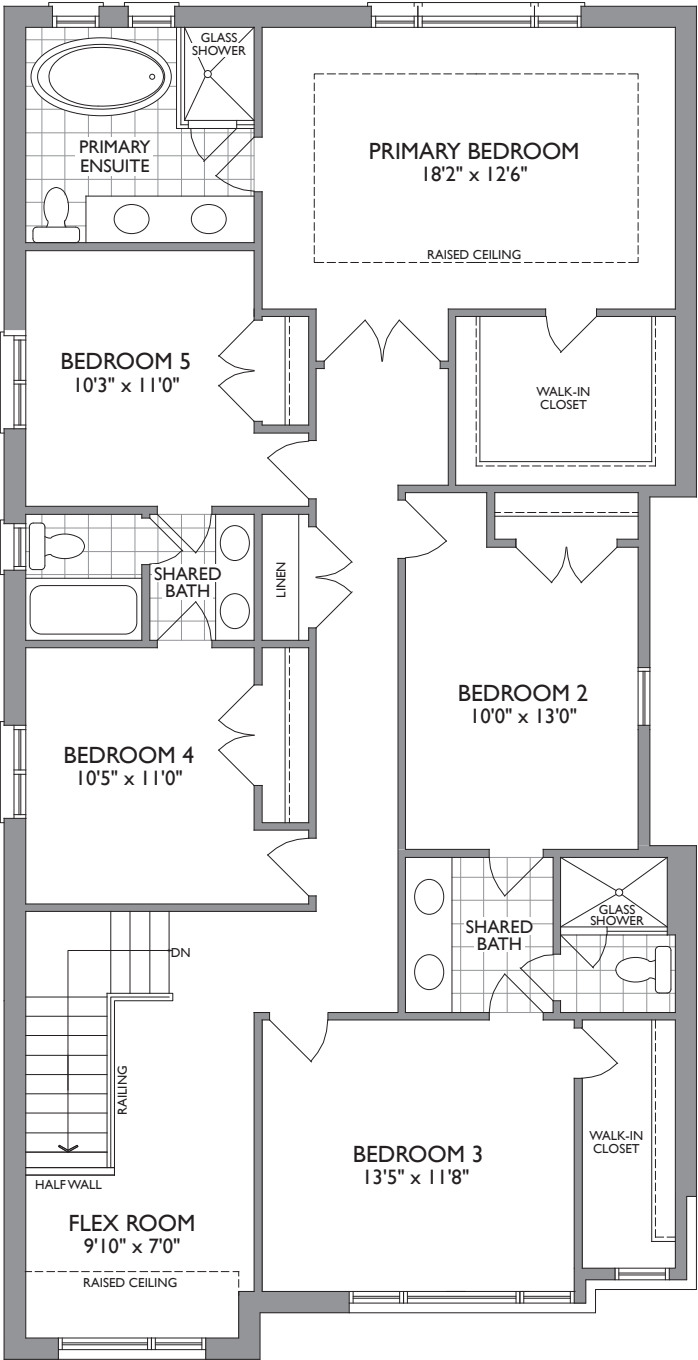 GLASS
SHOWER
PRIMARY
ENSUITE
PRIMARY BEDROOM
18'2" x 12'6"
RAISED CEILING
BEDROOM 5
10'3" x 11'0"
WALK-IN
CLOSET
SHARED
BATH
LINEN
BEDROOM 2
10'0" x 13'0"
BEDROOM 4
10'5" x 11'0"
GLASS
SHOWER
SHARED
BATH
DN
RAILING
HALF WALL
BEDROOM 3
13'5" x 11'8"
WALK-IN
CLOSET
FLEX ROOM
9'10" x 7'0"
RAISED CEILING